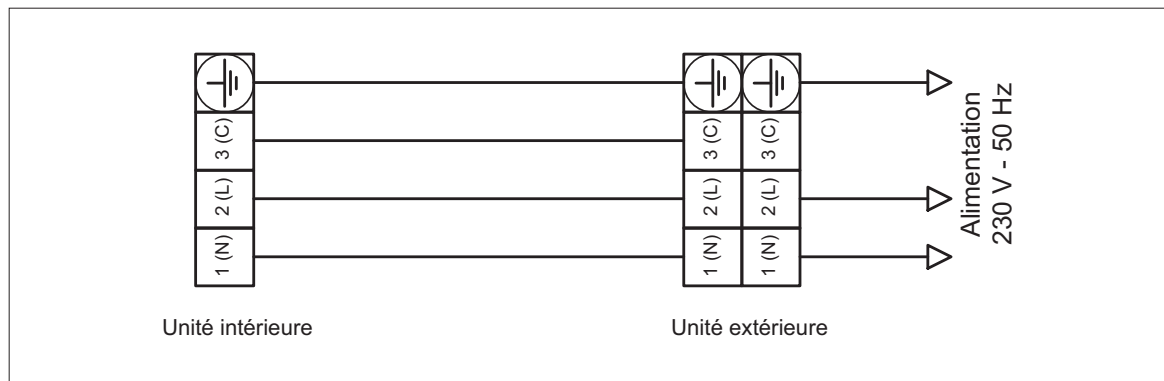 3 (C)
2 (L)
1 (N)
Unité intérieure
3 (C)
3 (C)
2 (L)
2 (L)
1 (N)
1 (N)
Unité extérieure
Alimentation
230 V - 50 Hz